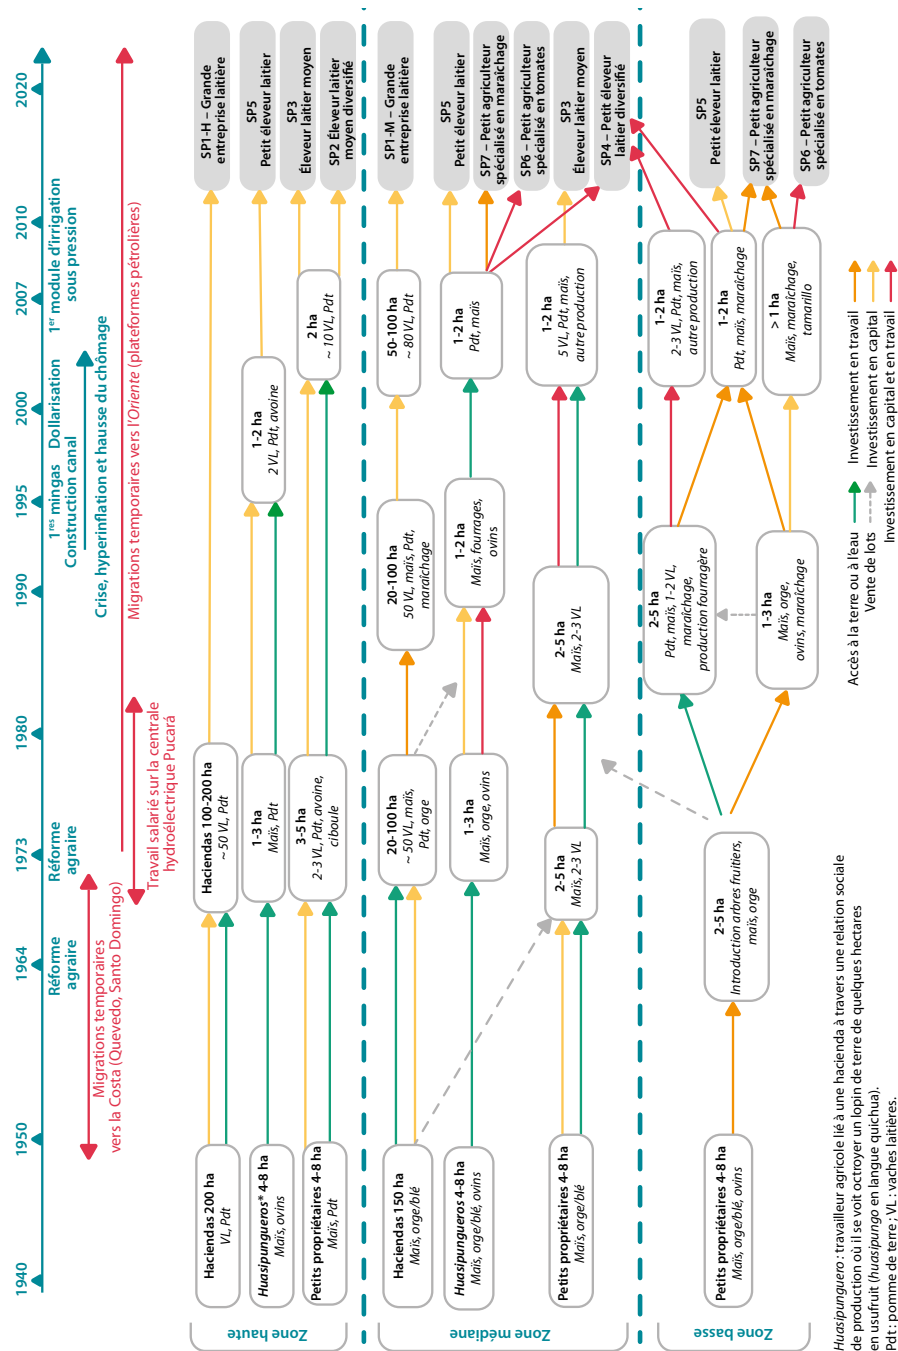 1940
1950
1964
1973
1980
1990
1995
2000
2007
2010
2020
Réforme
agraire
Réforme
agraire
1res mingas
Construction canal
Dollarisation
1er module d'irrigation
sous pression
Crise, hyperinflation et hausse du chômage
Migrations temporaires
vers la Costa (Quevedo, Santo Domingo)
Travail salarié sur la centrale
hydroélectrique Pucará
Migrations temporaires vers l'Oriente (plateformes pétrolières)
Zone haute
Haciendas 200 ha
VL, Pdt
Huasipungueros* 4-8 ha
Maïs, ovins
Petits propriétaires 4-8 ha
Maïs, Pdt
Haciendas 100-200 ha
~ 50 VL, Pdt
1-3 ha
Maïs, Pdt
3-5 ha
2-3 VL, Pdt, avoine,
ciboule
1-2 ha
2 VL, Pdt, avoine
2 ha
~ 10 VL, Pdt
SP1-H – Grande
entreprise laitière
SP5
Petit éleveur laitier
SP3
Éleveur laitier moyen
SP2 Éleveur laitier
moyen diversifié
Zone médiane
Haciendas 150 ha
Maïs, orge/blé
Huasipungueros 4-8 ha
Maïs, orge/blé, ovins
Petits propriétaires 4-8 ha
Maïs, orge/blé
20-100 ha
~ 50 VL, maïs,
Pdt, orge
1-3 ha
Maïs, orge, ovins
2-5 ha
Maïs, 2-3 VL
20-100 ha
50 VL, maïs, Pdt,
maraîchage
1-2 ha
Maïs, fourrages,
ovins
2-5 ha
Maïs, 2-3 VL
50-100 ha
~ 80 VL, Pdt
1-2 ha
Pdt, maïs
1-2 ha
5 VL, Pdt, maïs,
autre production
SP1-M – Grande
entreprise laitière
SP5
Petit éleveur laitier
SP7 – Petit agriculteur
spécialisé en maraîchage
SP6 – Petit agriculteur
spécialisé en tomates
SP3
Éleveur laitier moyen
SP4 – Petit éleveur
laitier diversifié
Zone basse
Petits propriétaires 4-8 ha
Maïs, orge/blé, ovins
2-5 ha
Introduction arbres fruitiers,
maïs, orge
2-5 ha
Pdt, maïs, 1-2 VL,
maraîchage,
production fourragère
1-3 ha
Maïs, orge,
ovins, maraîchage
1-2 ha
2-3 VL, Pdt, maïs,
autre production
1-2 ha
Pdt, maïs, maraîchage
> 1 ha
Maïs, maraîchage,
tamarillo
SP5
Petit éleveur laitier
SP7 – Petit agriculteur
spécialisé en maraîchage
SP6 – Petit agriculteur
spécialisé en tomates
Accès à la terre ou à l'eau
Vente de lots
Investissement en travail
Investissement en capital
Investissement en capital et en travail
Huasipunguero : travailleur agricole lié à une hacienda à travers une relation sociale
de production où il se voit octroyer un lopin de terre de quelques hectares
en usufruit (huasipungo en langue quichua).
Pdt : pomme de terre ; VL : vaches laitières.